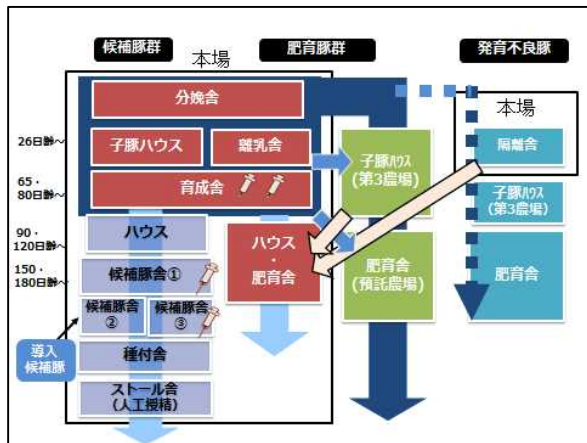 候補豚群
肥育豚群
発育不良豚
本場
分娩舎
本場
26日齢~
子豚ハウス
離乳舎
子豚ﾊｳｽ
(第3農場)
隔離舎
65・
80日齢~
育成舎
子豚ﾊｳｽ
(第3農場)
90・
120日齢~
ハウス
ハウス
・
肥育舎
肥育舎
(預託農場)
肥育舎
150・
180日齢~
候補豚舎①
候補豚舎
②
候補豚舎
③
導入
候補豚
種付舎
ストール舎
(人工授精)